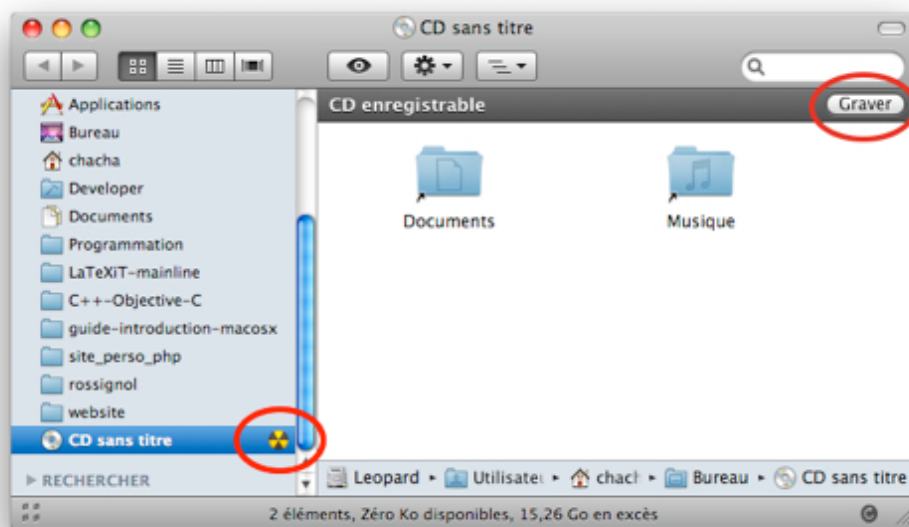 CD sans titre
Applications
Bureau
chacha
Developer
Documents
Programmation
LaTeXiT-mainline
C++-Objective-C
guide-introduction-macosx
site_perso_php
rossignol
website
CD sans titre
RECHERCHER
CD enregistrable Graver
Documents Musique
Leopard Utilisate chac Bureau CD sans titre
2 éléments, Zéro Ko disponibles, 15,26 Go en excès